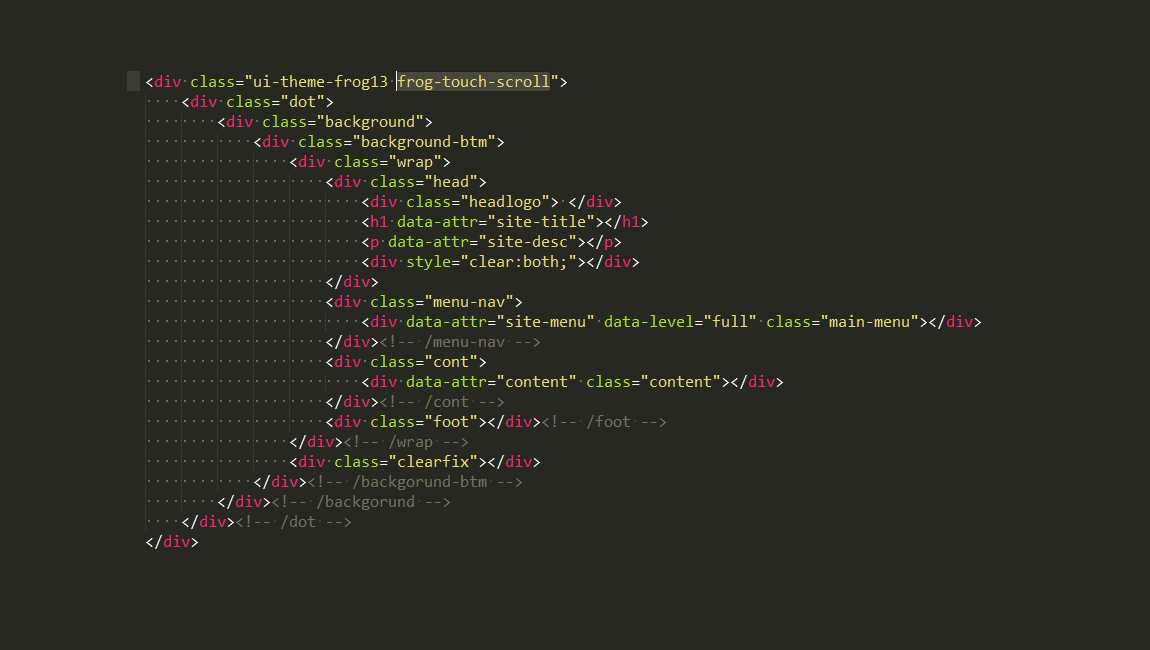 <div class="ui-theme-frog13 frog-touch-scroll">
    <div class="dot">
        <div class="background">
            <div class="background-btm">
                <div class="wrap">
                    <div class="head">
                        <div class="headlogo"> </div>
                        <h1 data-attr="site-title"></h1>
                        <p data-attr="site-desc"></p>
                        <div style="clear:both;"></div>
                    </div>
                    <div class="menu-nav">
                        <div data-attr="site-menu" data-level="full" class="main-menu"></div>
                    </div><!-- /menu-nav -->
                    <div class="cont">
                        <div data-attr="content" class="content"></div>
                    </div><!-- /cont -->
                    <div class="foot"></div><!-- /foot -->
                </div><!-- /wrap -->
                <div class="clearfix"></div>
            </div><!-- /backgorund-btm -->
        </div><!-- /backgorund -->
    </div><!-- /dot -->
</div>